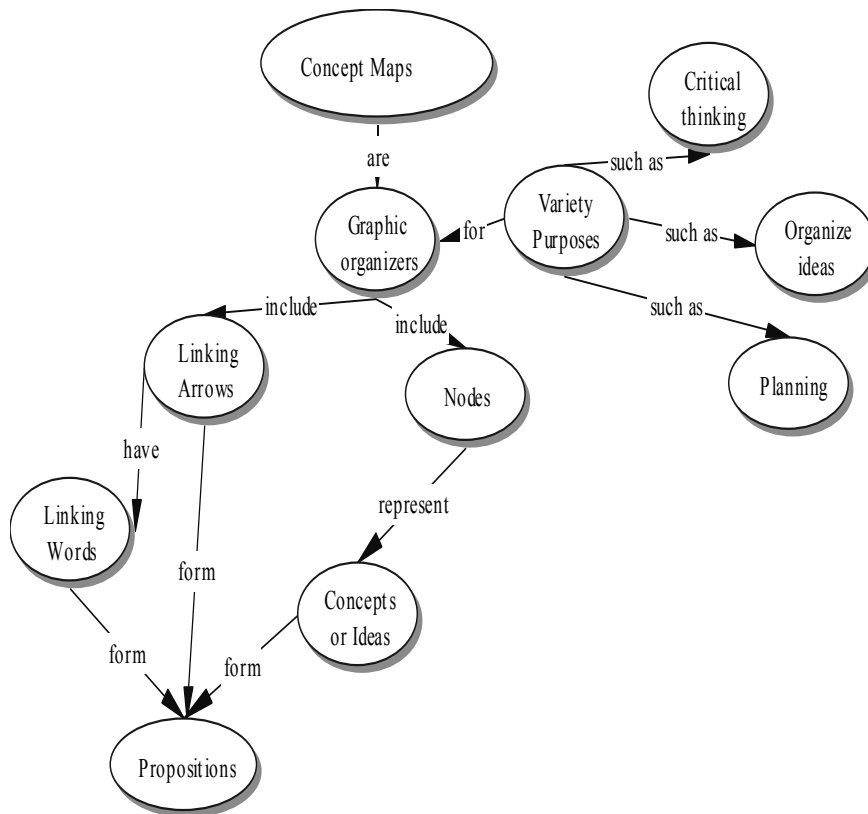 Concept Maps
Critical
thinking
are
such as
Graphic
organizers
for
Variety
Purposes
such as
Organize
ideas
include
include
such as
Linking
Arrows
Nodes
Planning
have
represent
Linking
Words
form
Concepts
or Ideas
form
form
Propositions